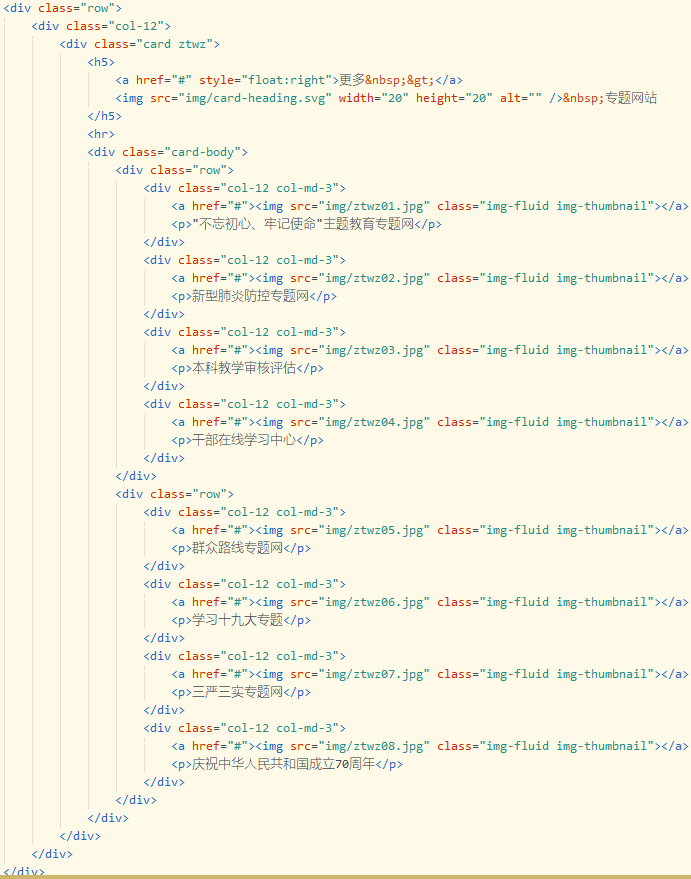 <div class="row">
<div class="col-12">
<div class="card ztwz">
<h5>
<a href="#" style="float:right">更多&nbsp;&gt;</a>
<img src="img/card-heading.svg" width="20" height="20" alt="" />&nbsp;专题网站
</h5>
<hr>
<div class="card-body">
<div class="row">
<div class="col-12 col-md-3">
<a href="#"><img src="img/ztwz01.jpg" class="img-fluid img-thumbnail"></a>
<p>"不忘初心、牢记使命"主题教育专题网</p>
</div>
<div class="col-12 col-md-3">
<a href="#"><img src="img/ztwz02.jpg" class="img-fluid img-thumbnail"></a>
<p>新型肺炎防控专题网</p>
</div>
<div class="col-12 col-md-3">
<a href="#"><img src="img/ztwz03.jpg" class="img-fluid img-thumbnail"></a>
<p>本科教学审核评估</p>
</div>
<div class="col-12 col-md-3">
<a href="#"><img src="img/ztwz04.jpg" class="img-fluid img-thumbnail"></a>
<p>干部在线学习中心</p>
</div>
</div>
<div class="row">
<div class="col-12 col-md-3">
<a href="#"><img src="img/ztwz05.jpg" class="img-fluid img-thumbnail"></a>
<p>群众路线专题网</p>
</div>
<div class="col-12 col-md-3">
<a href="#"><img src="img/ztwz06.jpg" class="img-fluid img-thumbnail"></a>
<p>学习十九大专题</p>
</div>
<div class="col-12 col-md-3">
<a href="#"><img src="img/ztwz07.jpg" class="img-fluid img-thumbnail"></a>
<p>三严三实专题网</p>
</div>
<div class="col-12 col-md-3">
<a href="#"><img src="img/ztwz08.jpg" class="img-fluid img-thumbnail"></a>
<p>庆祝中华人民共和国成立70周年</p>
</div>
</div>
</div>
</div>
</div>
</div>